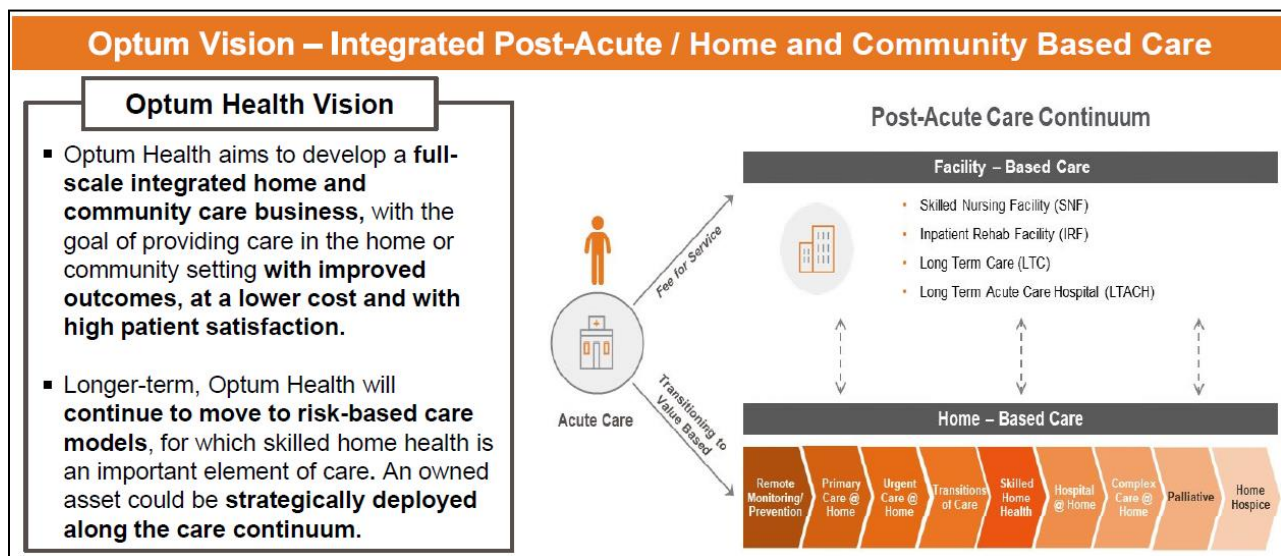 Optum Vision – Integrated Post-Acute / Home and Community Based Care
Optum Health Vision
▪ Optum Health aims to develop a full-
scale integrated home and
community care business, with the
goal of providing care in the home or
community setting with improved
outcomes, at a lower cost and with
high patient satisfaction.
▪ Longer-term, Optum Health will
continue to move to risk-based care
models, for which skilled home health is
an important element of care. An owned
asset could be strategically deployed
along the care continuum.
Acute Care
Fee for Service
Transitioning to
Value Based
Post-Acute Care Continuum
Facility – Based Care
• Skilled Nursing Facility (SNF)
• Inpatient Rehab Facility (IRF)
• Long Term Care (LTC)
• Long Term Acute Care Hospital (LTACH)
Home – Based Care
Remote
Monitoring/
Prevention
Primary
Care @
Home
Urgent
Care @
Home
Transitions
of Care
Skilled
Home
Health
Hospital
@ Home
Complex
Care @
Home
Palliative
Home
Hospice